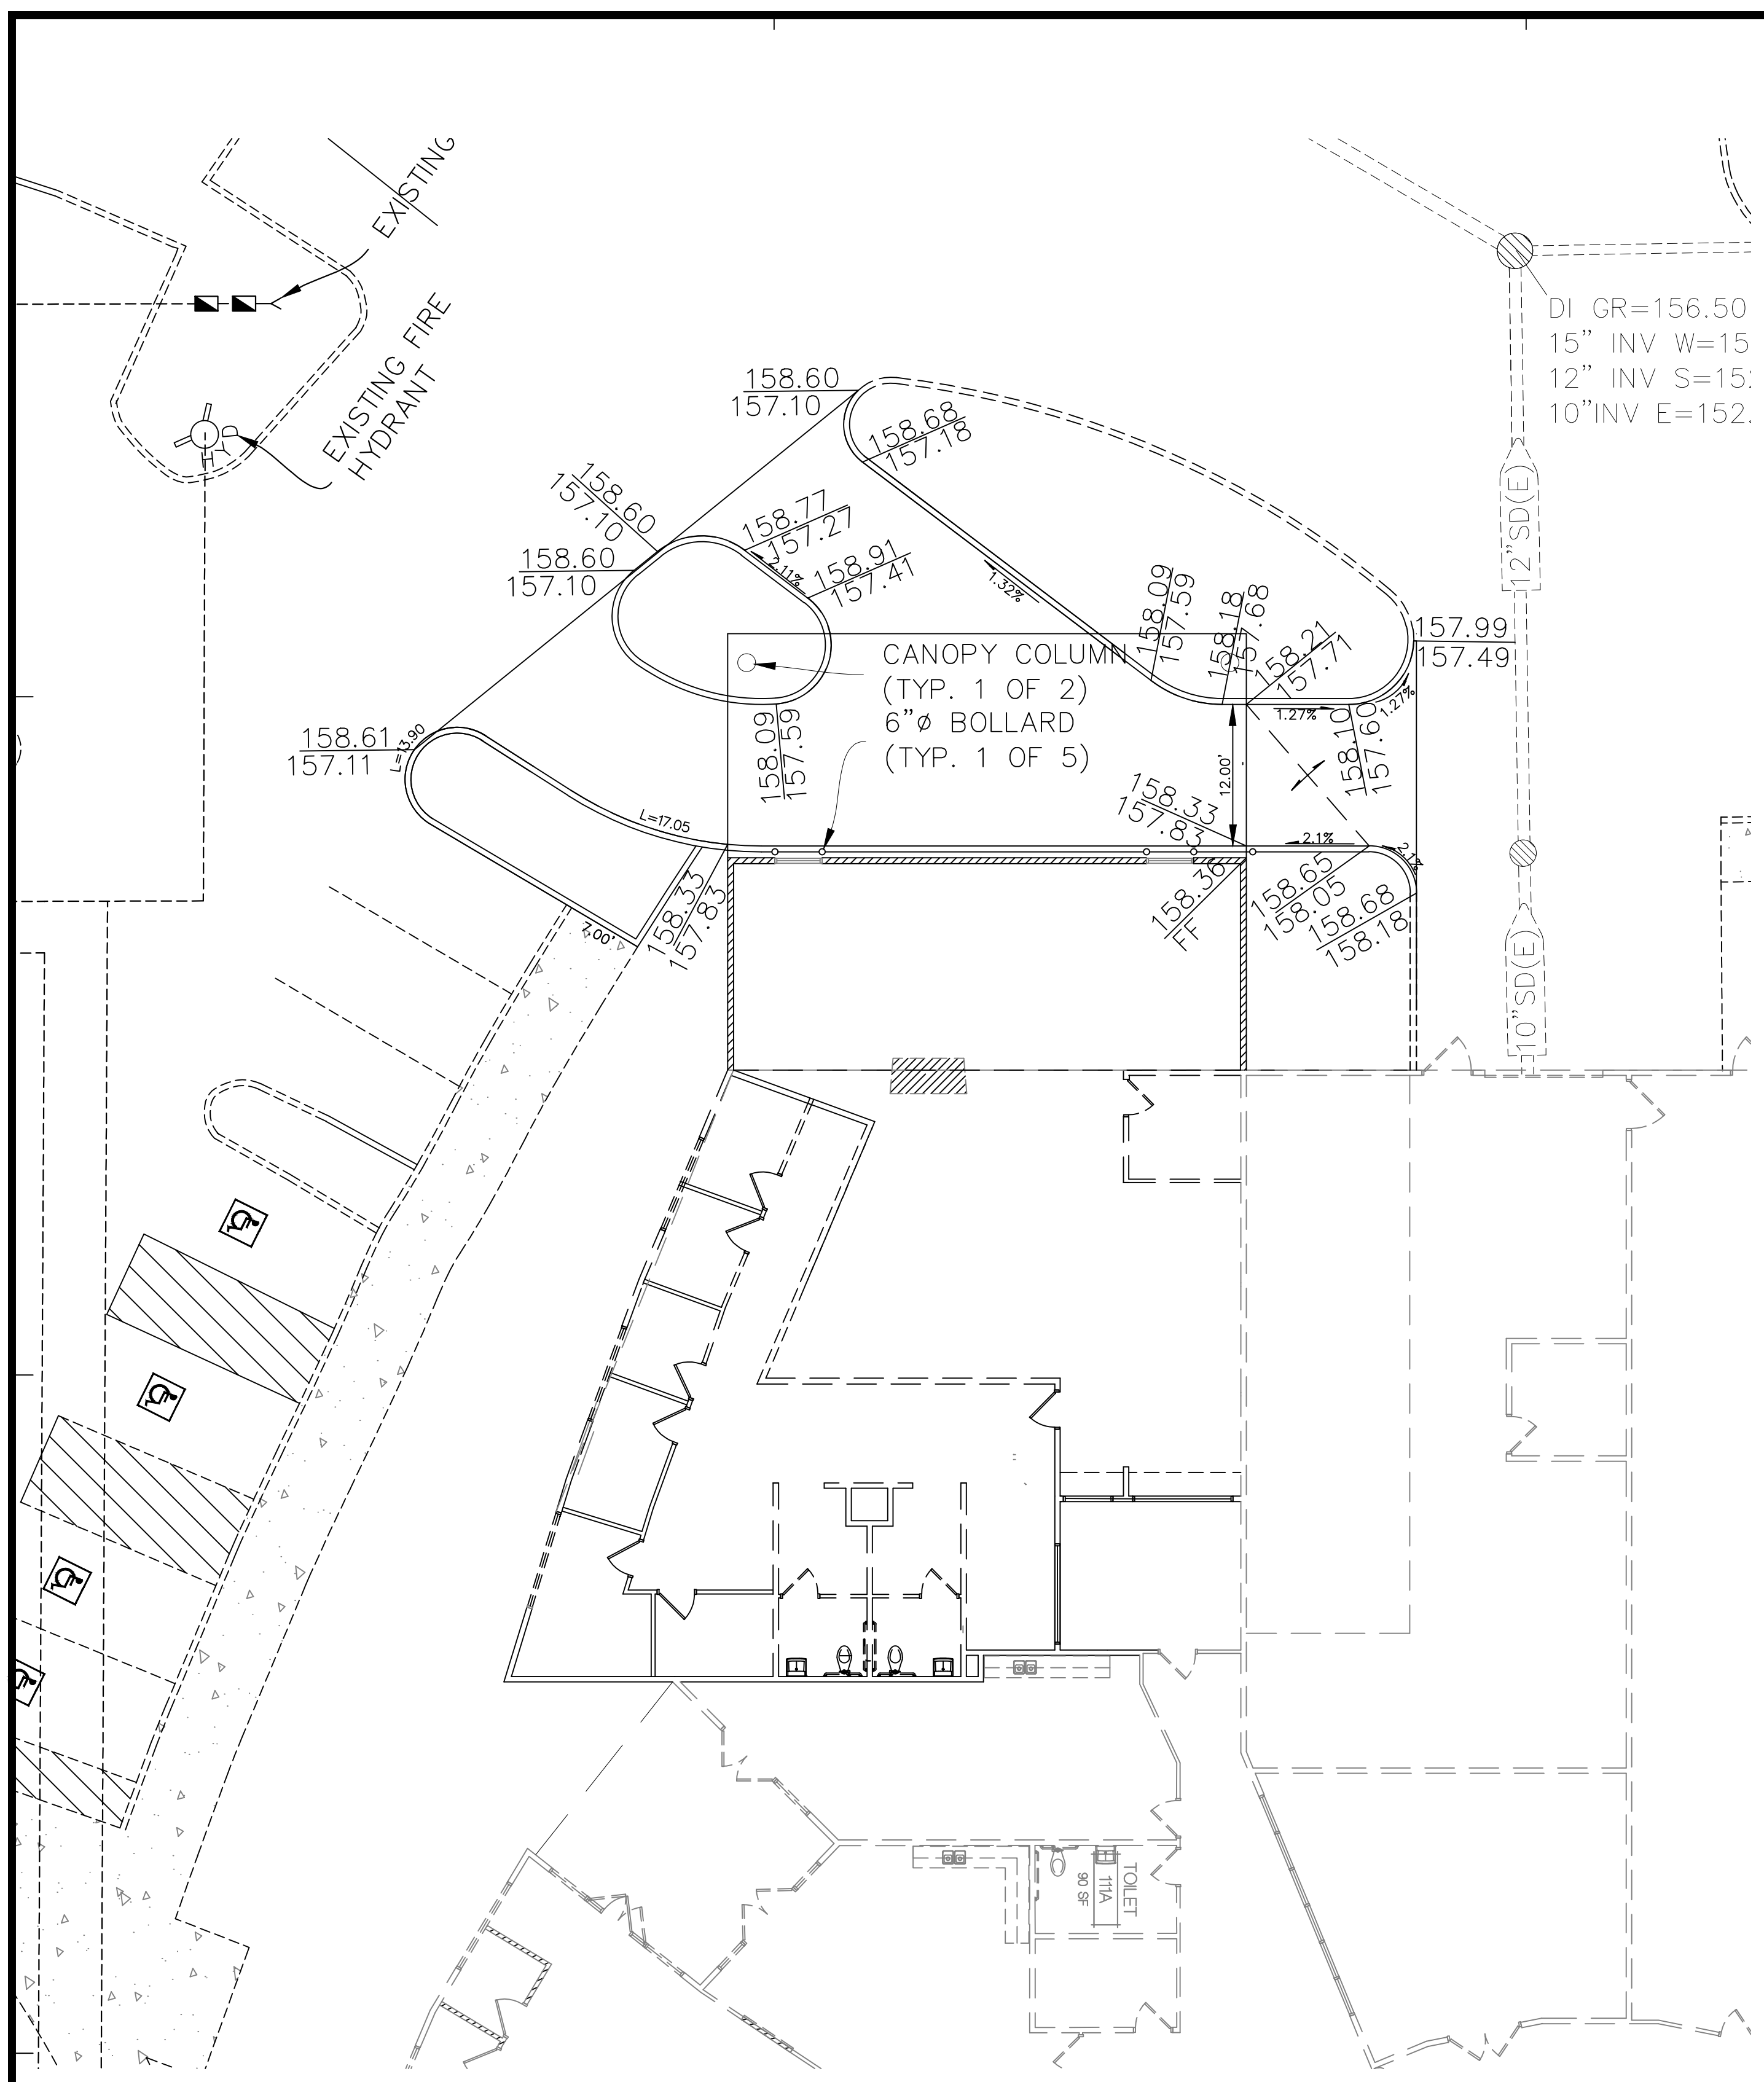 EXISTING
EXISTING FIRE
HYDRANT
HYD
DI GR=156.50
15" INV W=15
12" INV S=15
10"INV E=152.
12"SD(E)
10"SD(E)
158.60
157.10
158.68
157.18
158.60
157.10
158.60
157.10
158.77
157.27
2.11%
158.91
157.41
1.32%
158.09
157.59
158.18
157.68
158.21
157.71
157.99
157.49
1.27%
1.27%
158.10
157.60
CANOPY COLUMN
(TYP. 1 OF 2)
6"ø BOLLARD
(TYP. 1 OF 5)
158.61
157.11
L=13.90
L=17.05
158.09
157.59
12.00'
158.33
157.83
2.1%
2.1%
158.36
FF
158.65
158.05
158.68
158.18
158.33
157.83
7.00'
TOILET
111A
90 SF